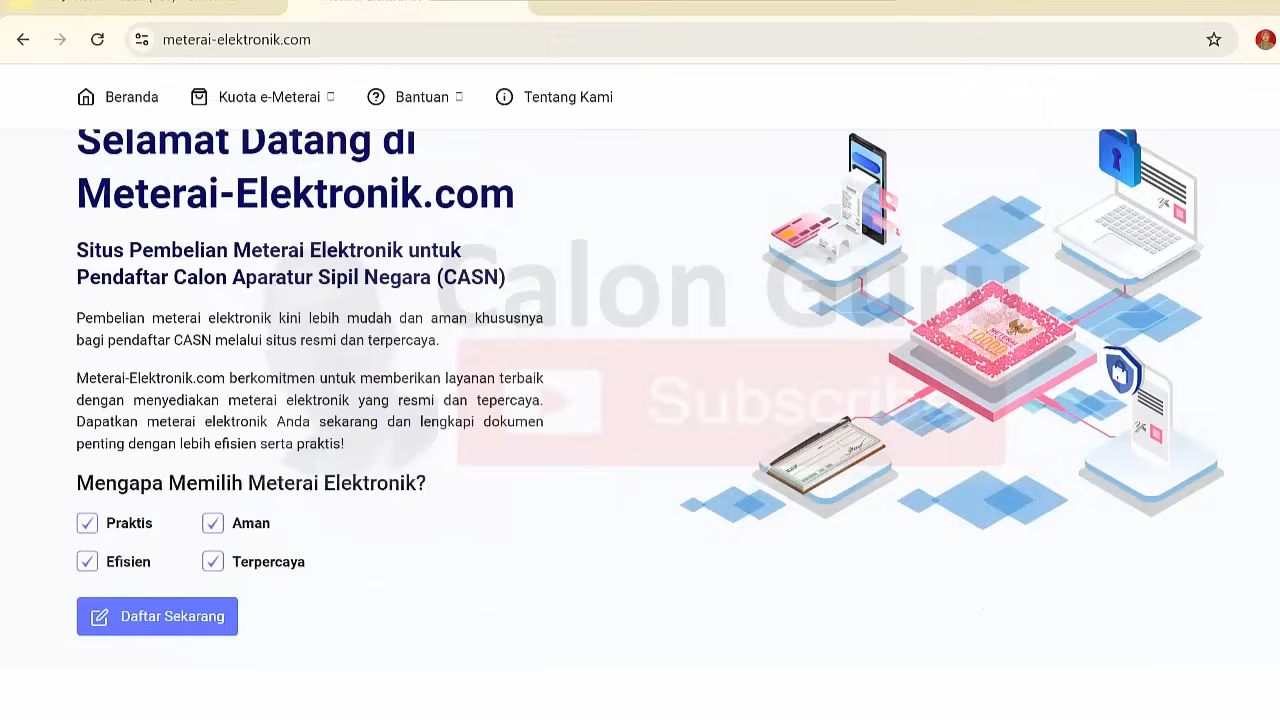 meterai-elektronik.com
Beranda
Kuota e-Meterai
Bantuan
Tentang Kami
Selamat Datang di
Meterai-Elektronik.com
Situs Pembelian Meterai Elektronik untuk
Pendaftar Calon Aparatur Sipil Negara (CASN)
Pembelian meterai elektronik kini lebih mudah dan aman khususnya
bagi pendaftar CASN melalui situs resmi dan terpercaya.
Meterai-Elektronik.com berkomitmen untuk memberikan layanan terbaik
dengan menyediakan meterai elektronik yang resmi dan tepercaya.
Dapatkan meterai elektronik Anda sekarang dan lengkapi dokumen
penting dengan lebih efisien serta praktis!
Mengapa Memilih Meterai Elektronik?
Praktis
Aman
Efisien
Terpercaya
Daftar Sekarang
Calon Guru
Subscribe
METERAI
10000